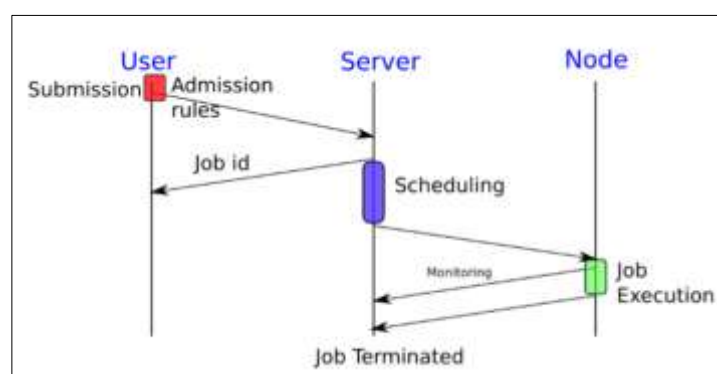 User
Server
Node
Submission
Admission
rules
Job id
Scheduling
Monitoring
Job
Execution
Job Terminated